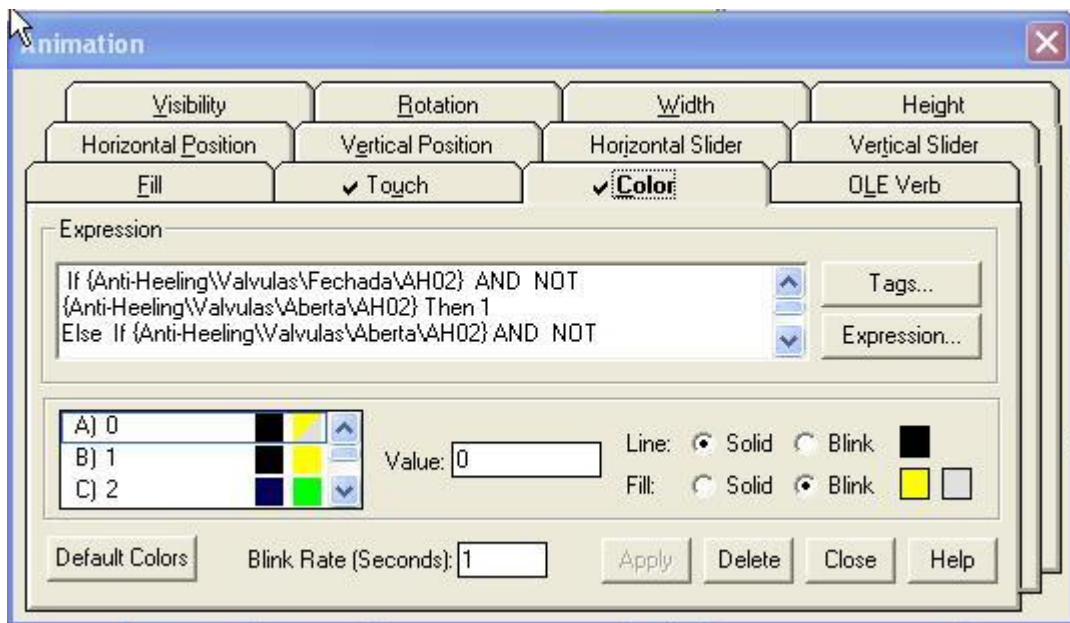 Animation
Visibility Rotation Width Height
Horizontal Position Vertical Position Horizontal Slider Vertical Slider
Fill Touch Color OLE Verb
Expression
If {Anti-Heeling\Valvulas\Fechada\AH02} AND NOT
{Anti-Heeling\Valvulas\Aberta\AH02} Then 1
Else If {Anti-Heeling\Valvulas\Aberta\AH02} AND NOT
Tags...
Expression...
A) 0
B) 1
C) 2
Value: 0
Line: Solid Blink
Fill: Solid Blink
Default Colors Blink Rate (Seconds): 1 Apply Delete Close Help